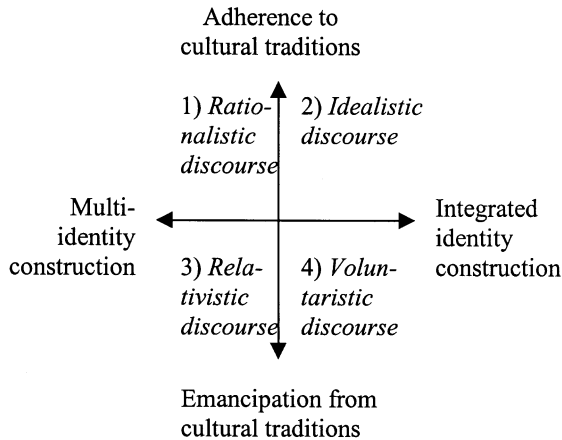 Adherence to
cultural traditions
1) Ratio-
nalistic
discourse
2) Idealistic
discourse
Multi-
identity
construction
Integrated
identity
construction
3) Rela-
tivistic
discourse
4) Volun-
taristic
discourse
Emancipation from
cultural traditions